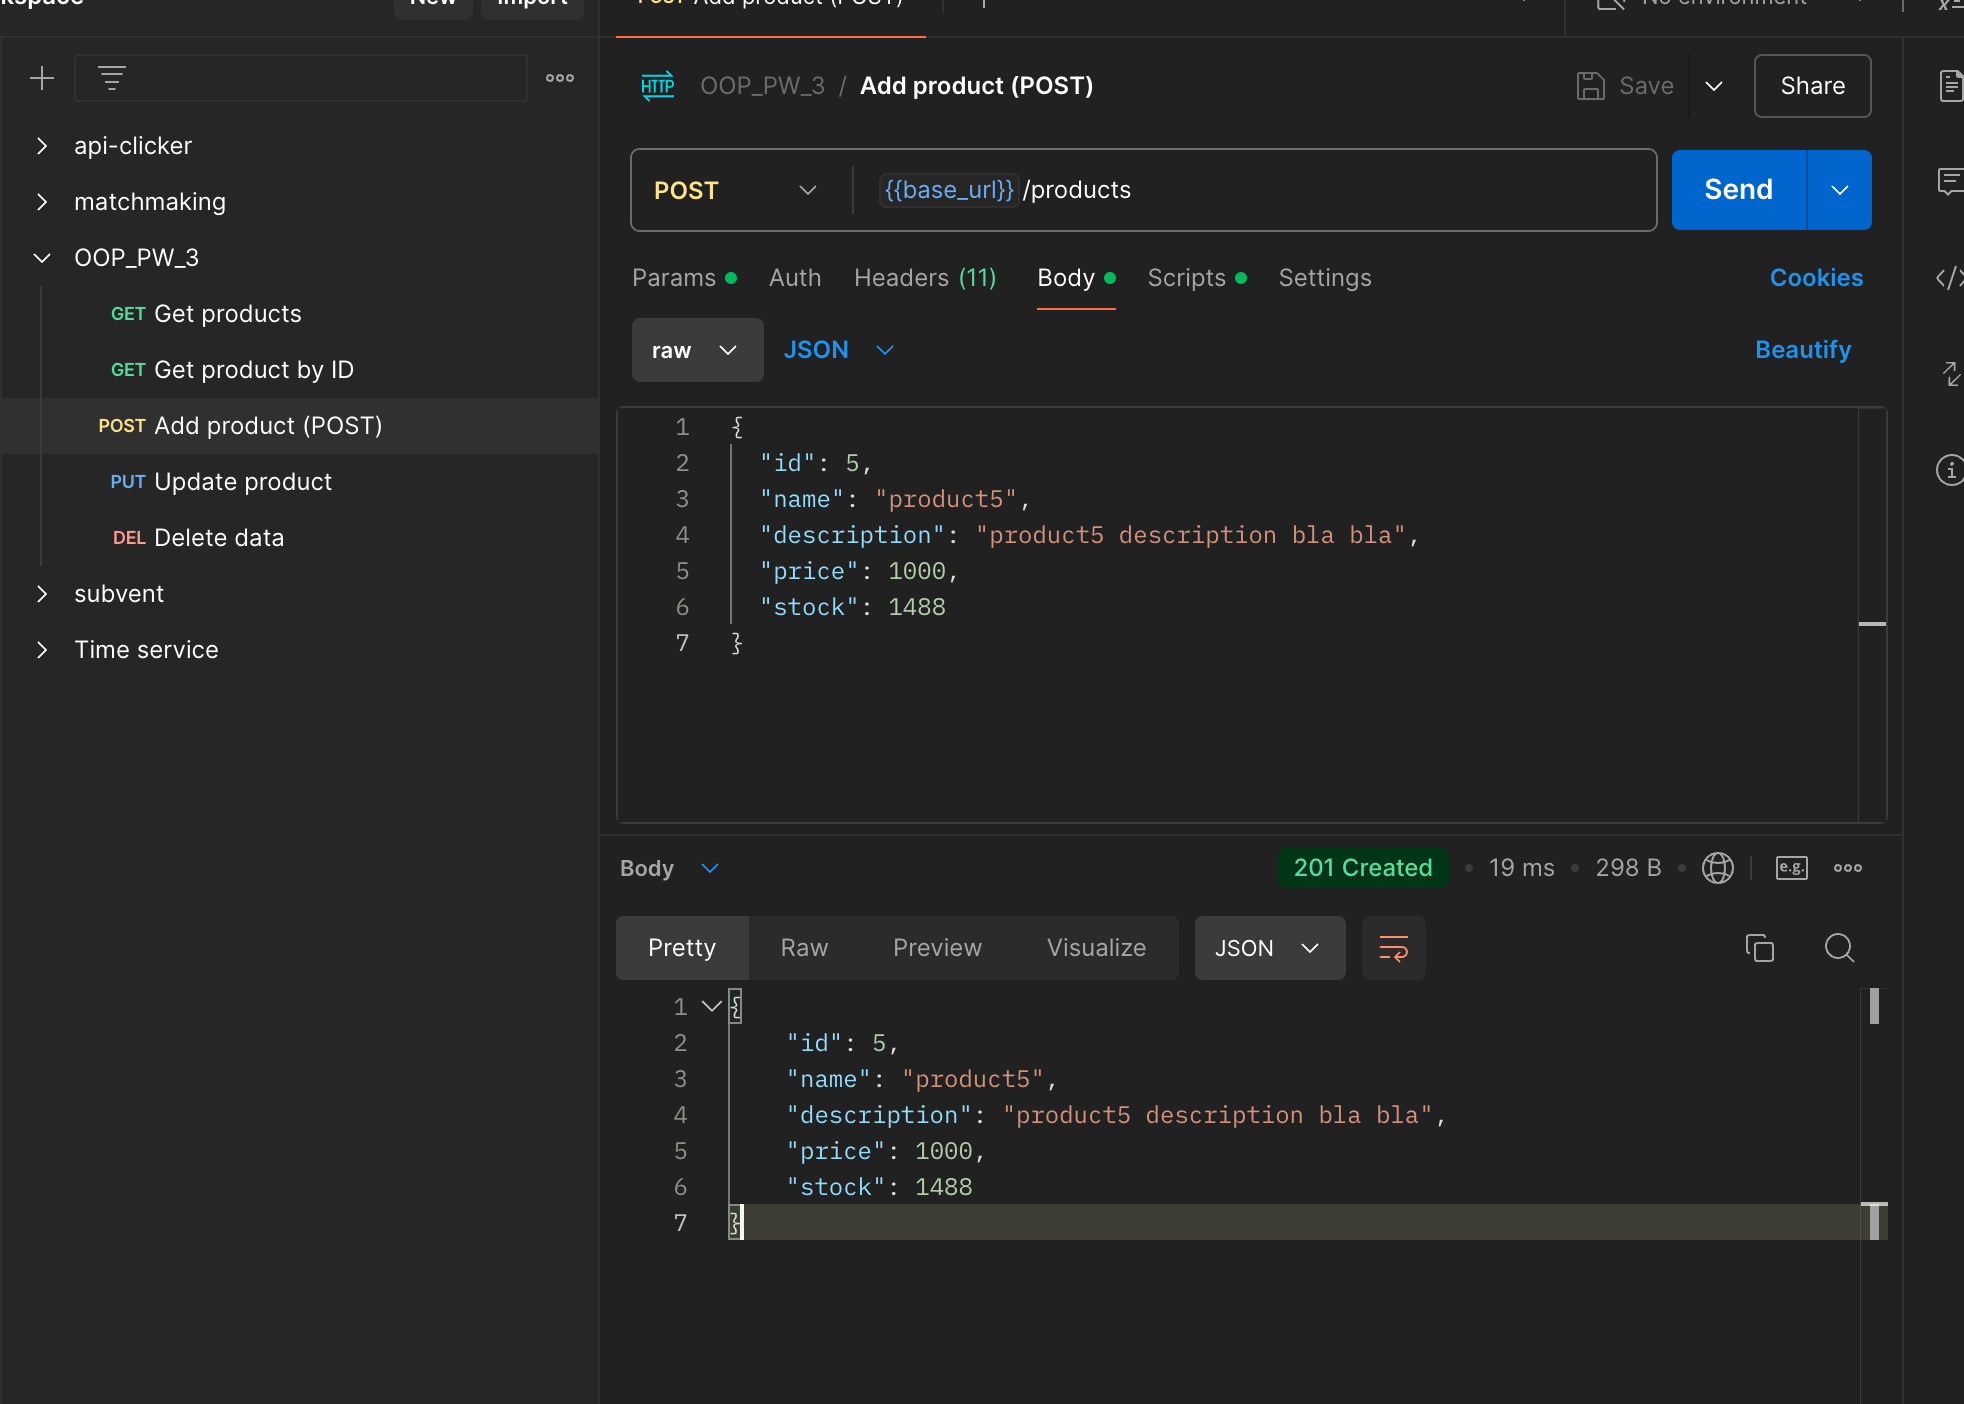 kspace New Import
POST Add product (POST)
No environment
OOP_PW_3 / Add product (POST)
Save
Share
api-clicker
matchmaking
OOP_PW_3
GET Get products
GET Get product by ID
POST Add product (POST)
PUT Update product
DEL Delete data
subvent
Time service
POST {{base_url}}/products
Send
Params Auth Headers (11) Body Scripts Settings Cookies
raw JSON Beautify
1 {
2 "id": 5,
3 "name": "product5",
4 "description": "product5 description bla bla",
5 "price": 1000,
6 "stock": 1488
7 }
Body 201 Created • 19 ms • 298 B • e.g.
Pretty Raw Preview Visualize JSON
1 {
2 "id": 5,
3 "name": "product5",
4 "description": "product5 description bla bla",
5 "price": 1000,
6 "stock": 1488
7 }